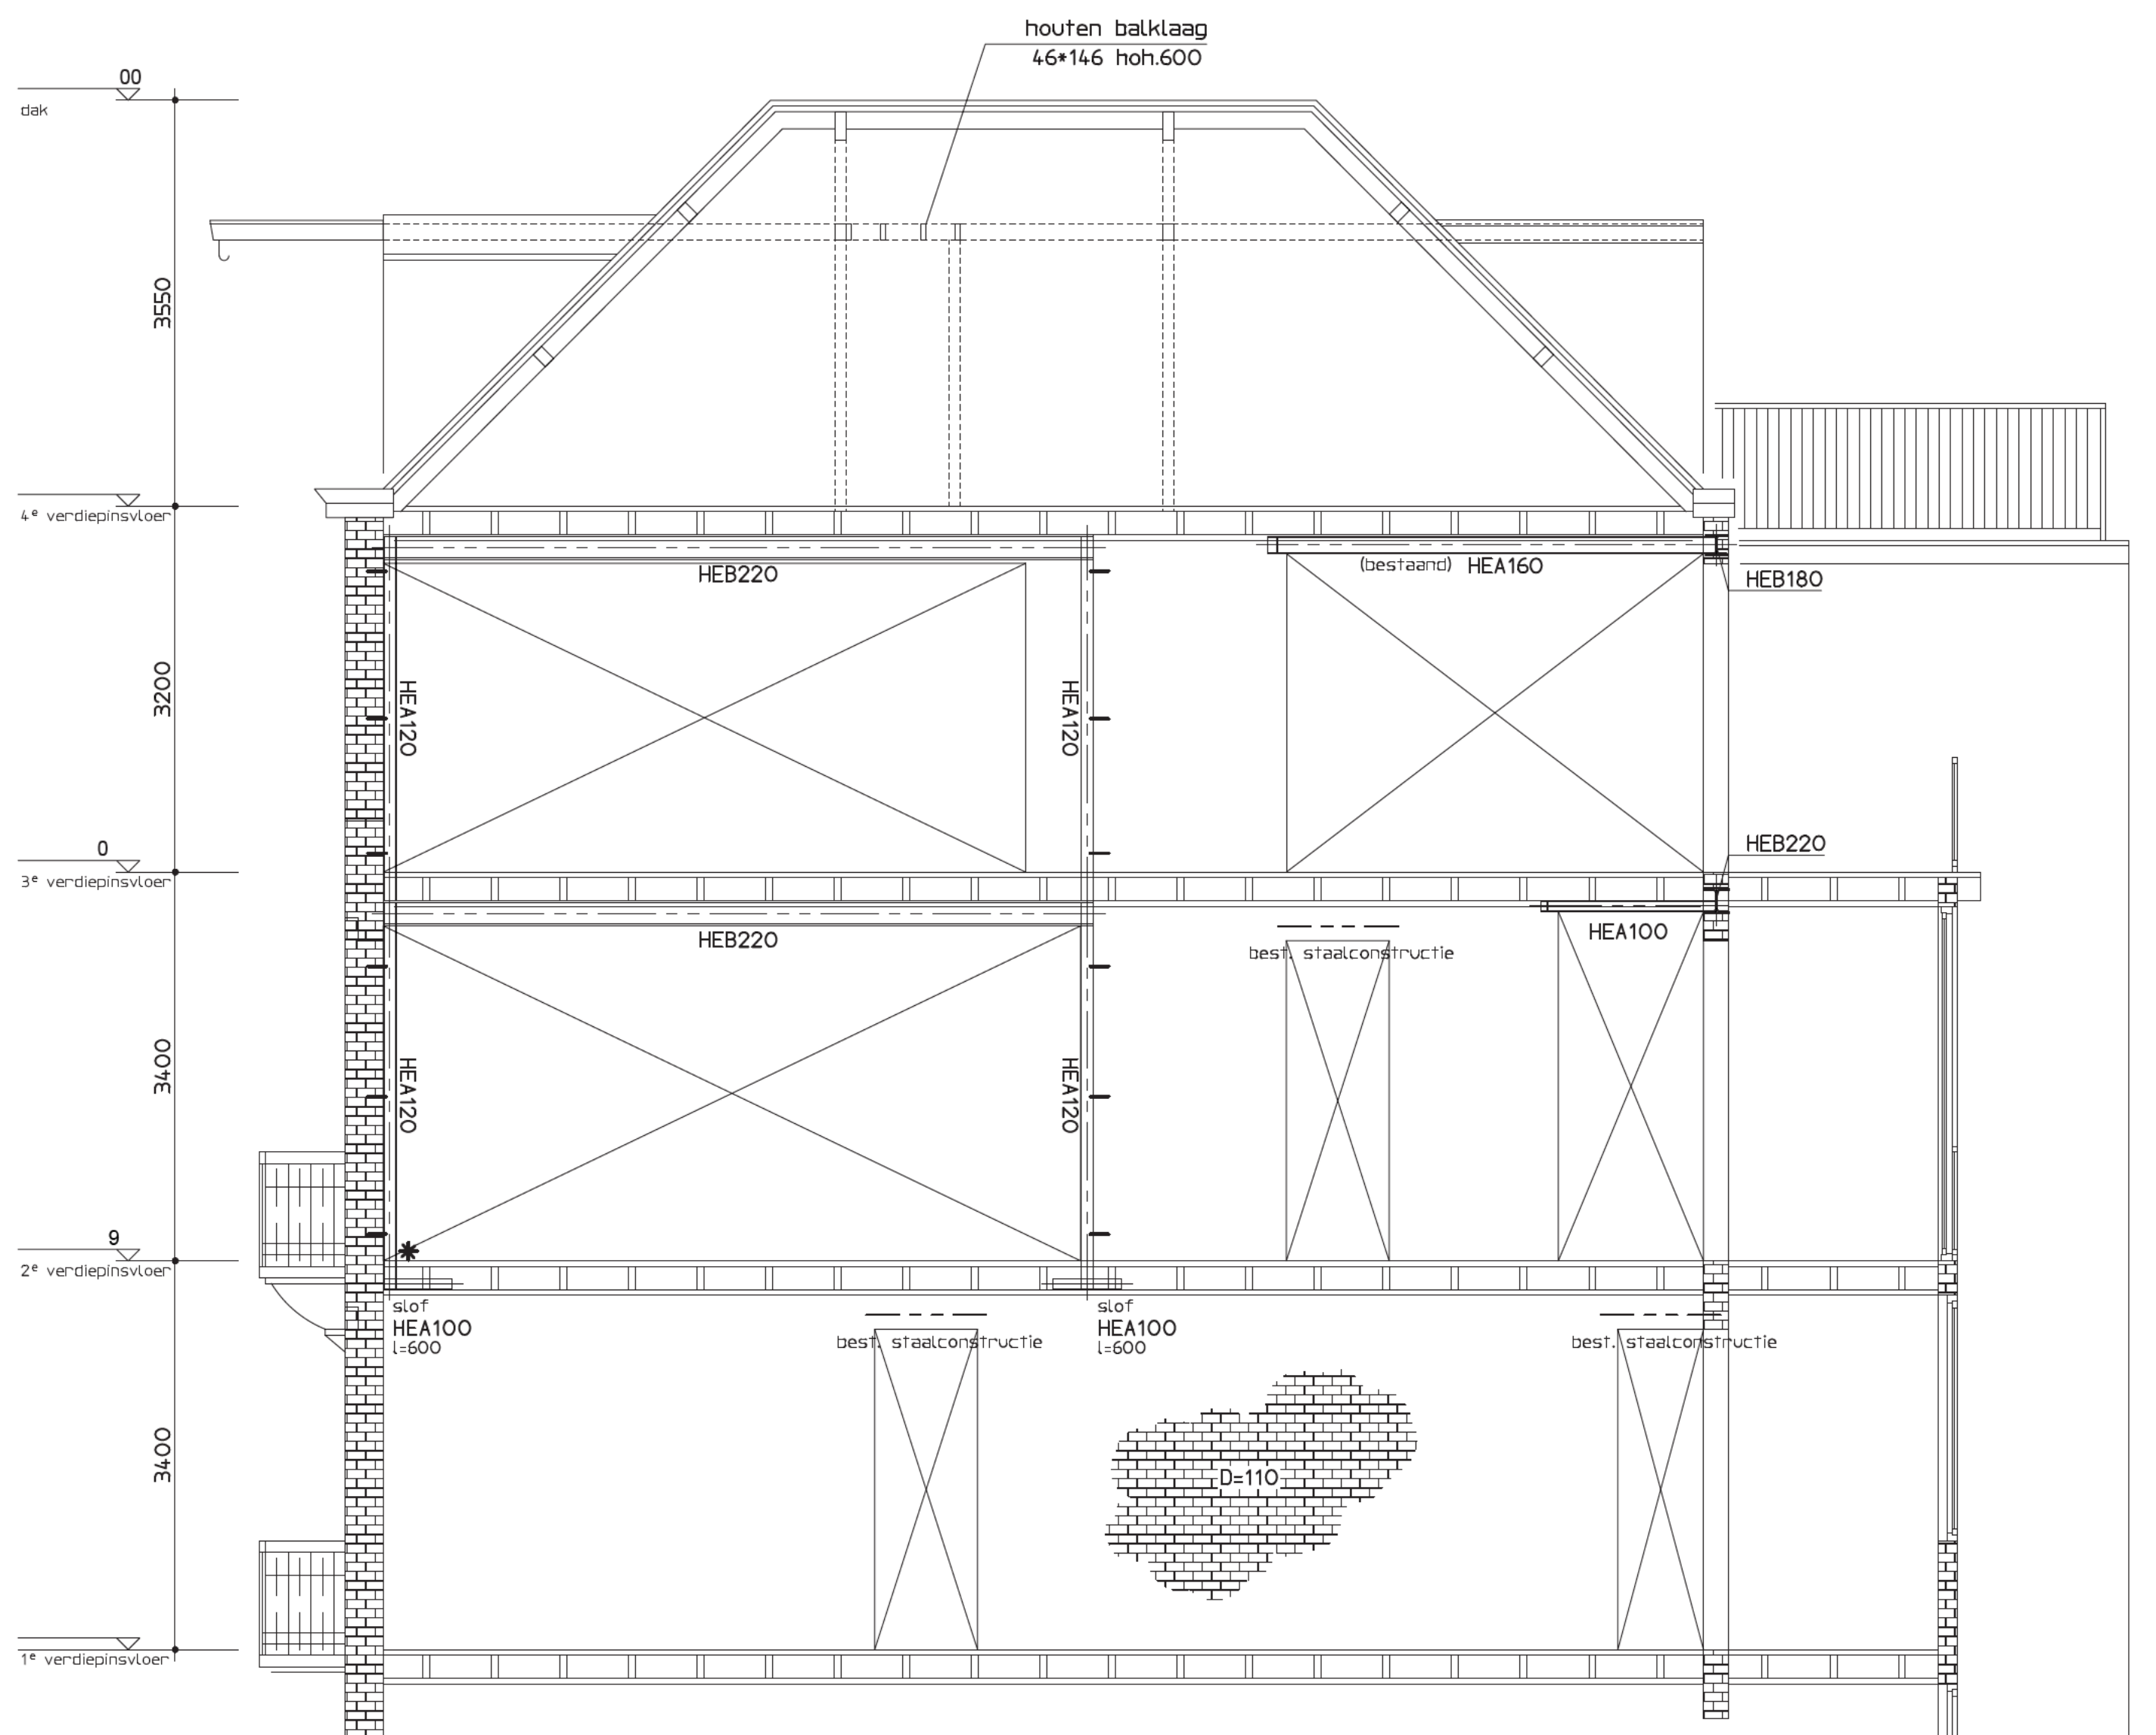 houten balklaag
46*146 hoh.600
00
dak
3550
4e verdiepinsvloer
HEB220
(bestaand) HEA160
HEB180
3200
HEA120
HEA120
0
3e verdiepinsvloer
HEB220
HEB220
HEA100
best. staalconstructie
3400
HEA120
HEA120
9
2e verdiepinsvloer
slof
HEA100
l=600
slof
HEA100
l=600
best. staalconstructie
best. staalconstructie
3400
D=110
1e verdiepinsvloer